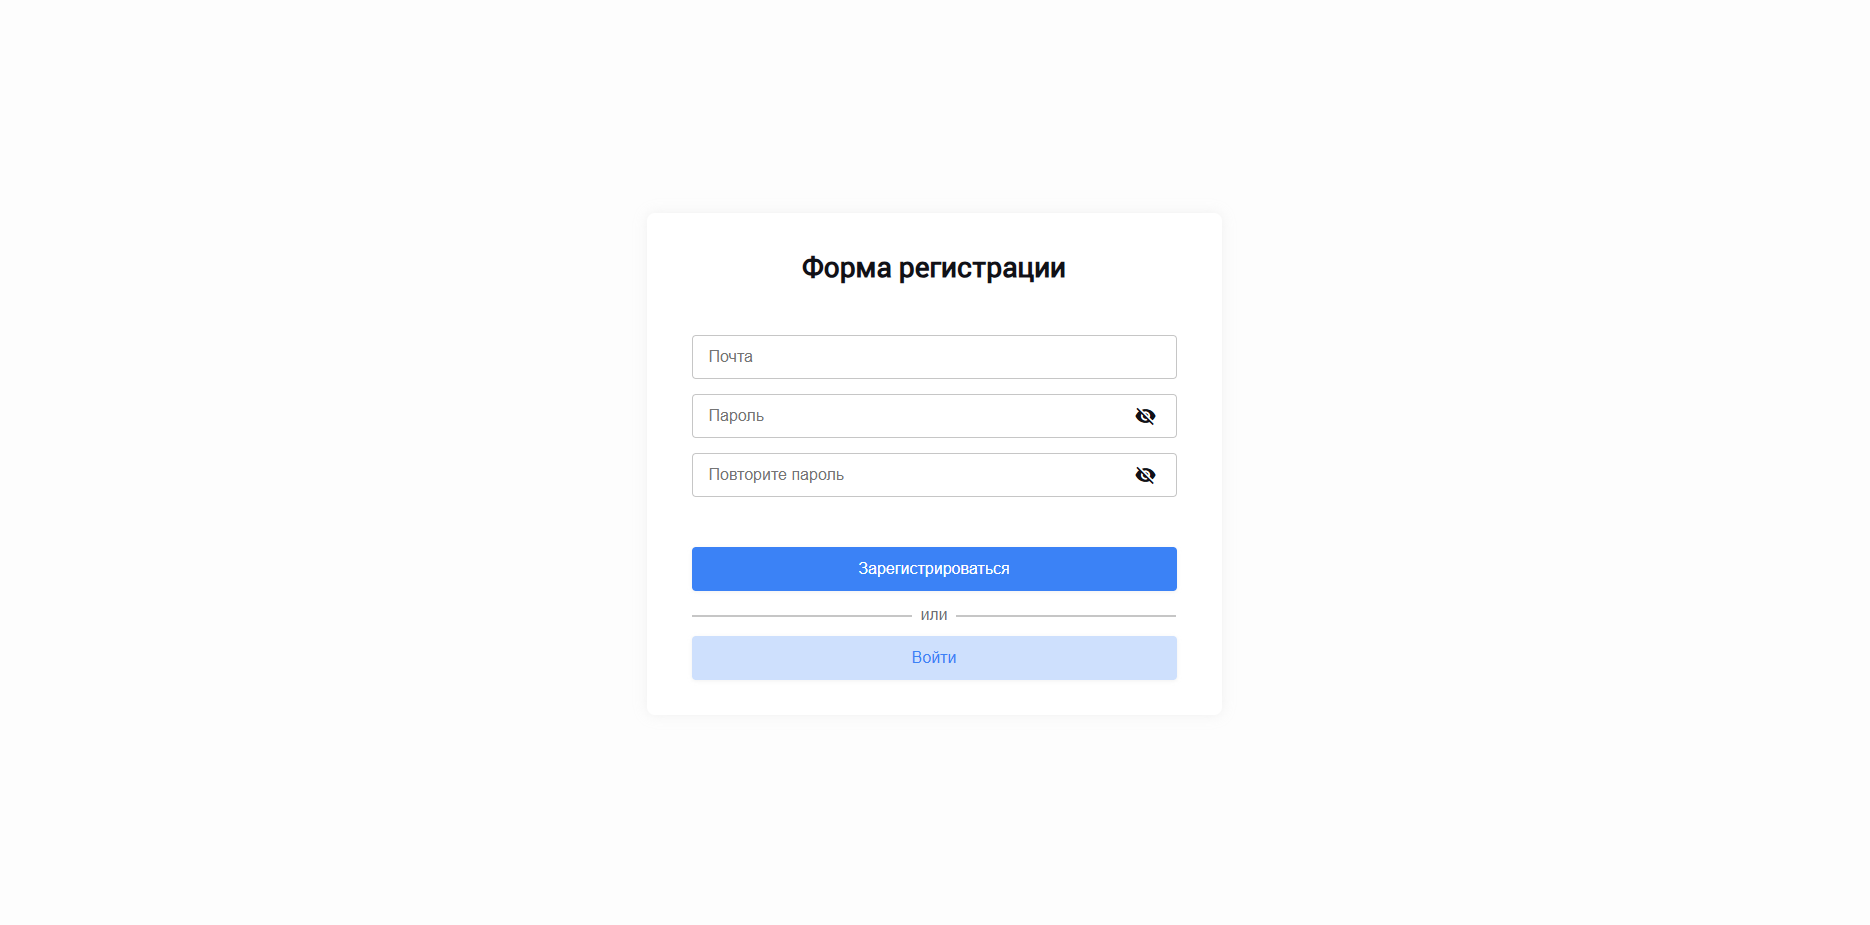 Форма регистрации
Почта
Пароль
Повторите пароль
Зарегистрироваться
или
Войти